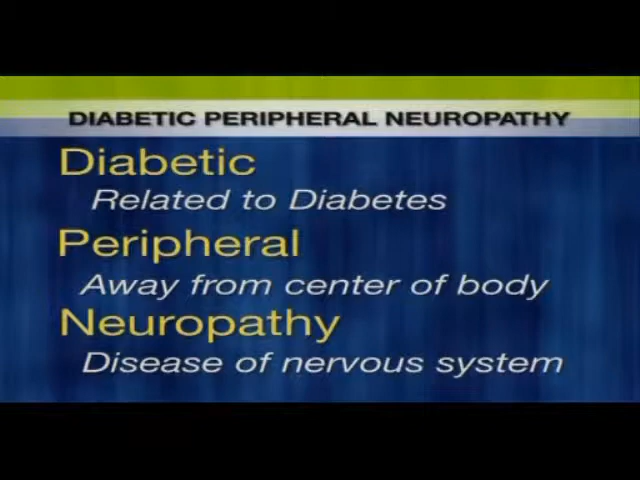 DIABETIC PERIPHERAL NEUROPATHY
Diabetic
Related to Diabetes
Peripheral
Away from center of body
Neuropathy
Disease of nervous system